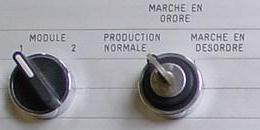 MARCHE EN
ORDRE
MODULE
1 2
PRODUCTION
NORMALE
MARCHE EN
DESORDRE